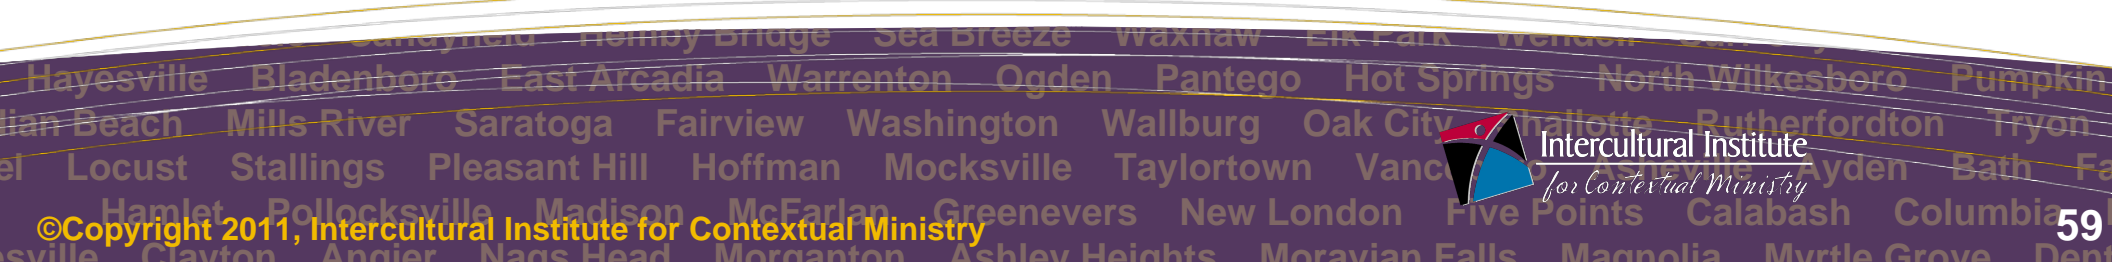 Hemby Bridge Sea Breeze Waxhaw Elk Park Wendell
Hayesville Bladenboro East Arcadia Warrenton Ogden Pantego Hot Springs North Wilkesboro Pumpkin
Beach Mills River Saratoga Fairview Washington Wallburg Oak City Rutherfordton Tryon
Locust Stallings Pleasant Hill Hoffman Mocksville Taylortown Asheville Ayden Bath
Intercultural Institute
for Contextual Ministry
Hamlet Pollocksville Madison McFarlan Greenevers New London Five Points Calabash Columbia
©Copyright 2011, Intercultural Institute for Contextual Ministry
59
Clayton Angier Nags Head Morganton Ashley Heights Moravian Falls Magnolia Myrtle Grove